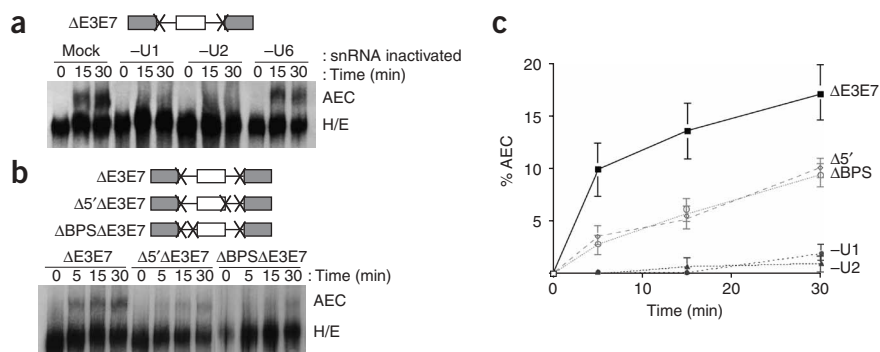 a
ΔE3E7
Mock –U1 –U2 –U6 : snRNA inactivated
0 15 30 0 15 30 0 15 30 0 15 30 : Time (min)
AEC
H/E
b
ΔE3E7
Δ5′ΔE3E7
ΔBPSΔE3E7
ΔE3E7 Δ5′ΔE3E7 ΔBPSΔE3E7
0 5 15 30 0 5 15 30 0 5 15 30 : Time (min)
AEC
H/E
c
20
15
10
5
% AEC
0 10 20 30
Time (min)
ΔE3E7
Δ5′
ΔBPS
–U1
–U2